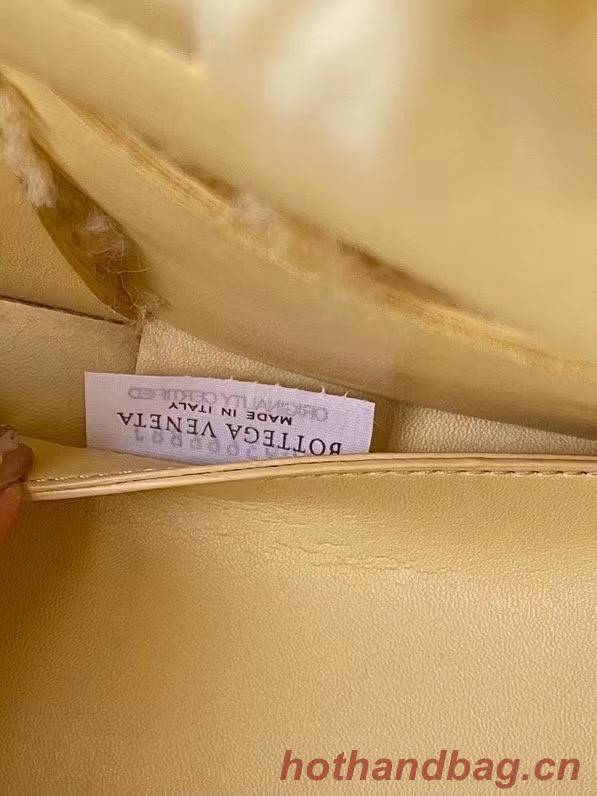 BOTTEGA VENETA
MADE IN ITALY
ORIGINALITY CERTIFIED
hothandbag.cn